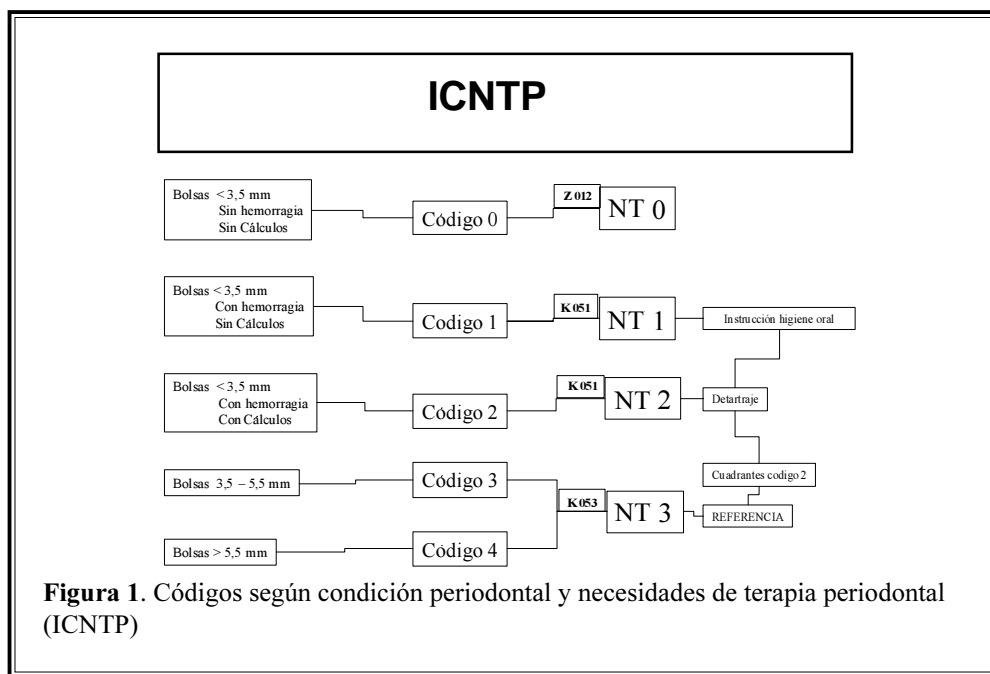 ICNTP
Bolsas < 3,5 mm
Sin hemorragia
Sin Cálculos
Código 0
Z 012
NT 0
Bolsas < 3,5 mm
Con hemorragia
Sin Cálculos
Codigo 1
K 051
NT 1
Instrucción higiene oral
Bolsas < 3,5 mm
Con hemorragia
Con Cálculos
Código 2
K 051
NT 2
Detartraje
Cuadrantes codigo 2
Bolsas 3,5 – 5,5 mm
Código 3
K 053
NT 3
REFERENCIA
Bolsas > 5,5 mm
Código 4
Figura 1. Códigos según condición periodontal y necesidades de terapia periodontal
(ICNTP)